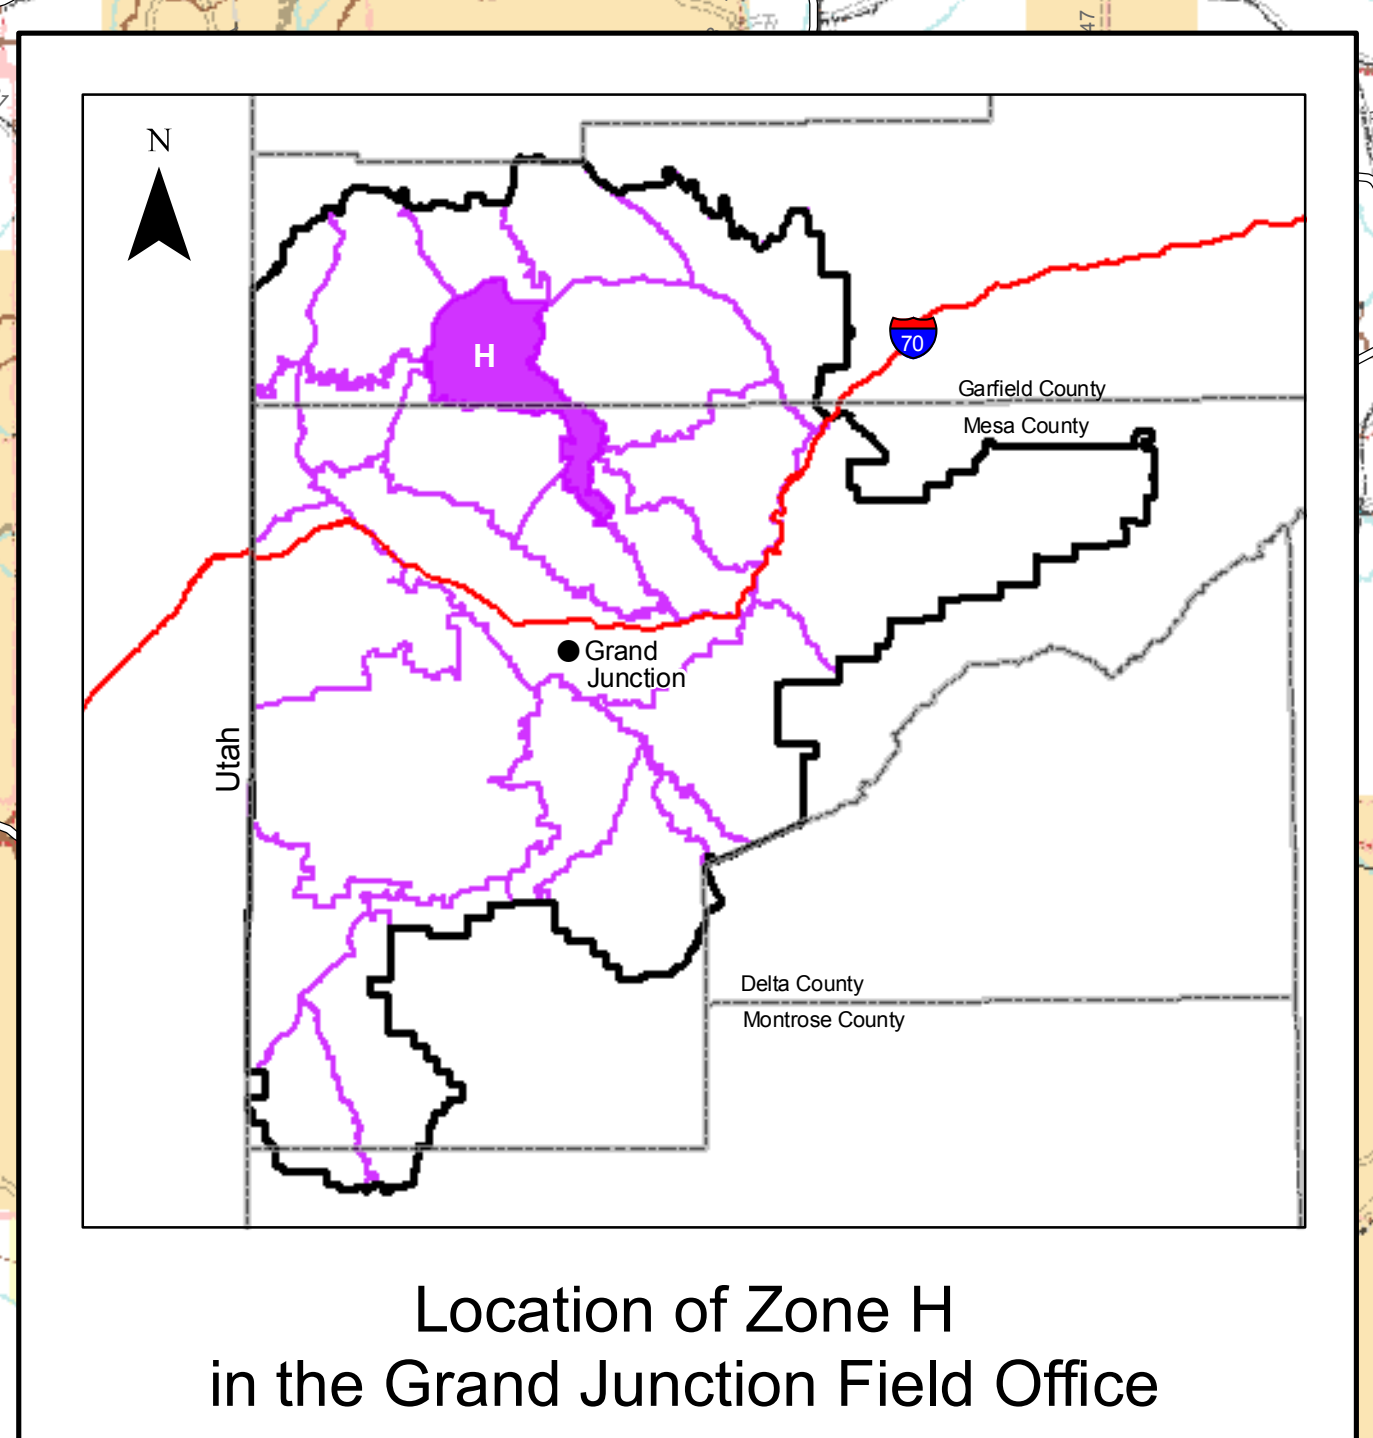 47
N
H
70
Garfield County
Mesa County
Grand
Junction
Utah
Delta County
Montrose County
Location of Zone H
in the Grand Junction Field Office